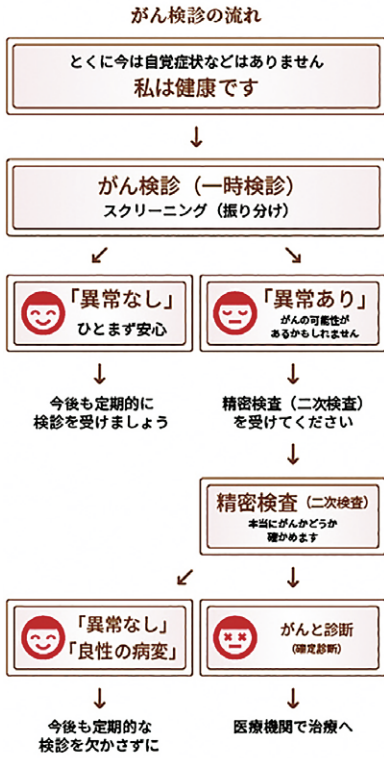 がん検診の流れ
とくに今は自覚症状などはありません
私は健康です
がん検診（一時検診）
スクリーニング（振り分け）
「異常なし」
ひとまず安心
「異常あり」
がんの可能性が
あるかもしれません
今後も定期的に
検診を受けましょう
精密検査（二次検査）
を受けてください
精密検査（二次検査）
本当にがんかどうか
確かめます
「異常なし」
「良性の病変」
がんと診断
（確定診断）
今後も定期的な
検診を欠かさずに
医療機関で治療へ